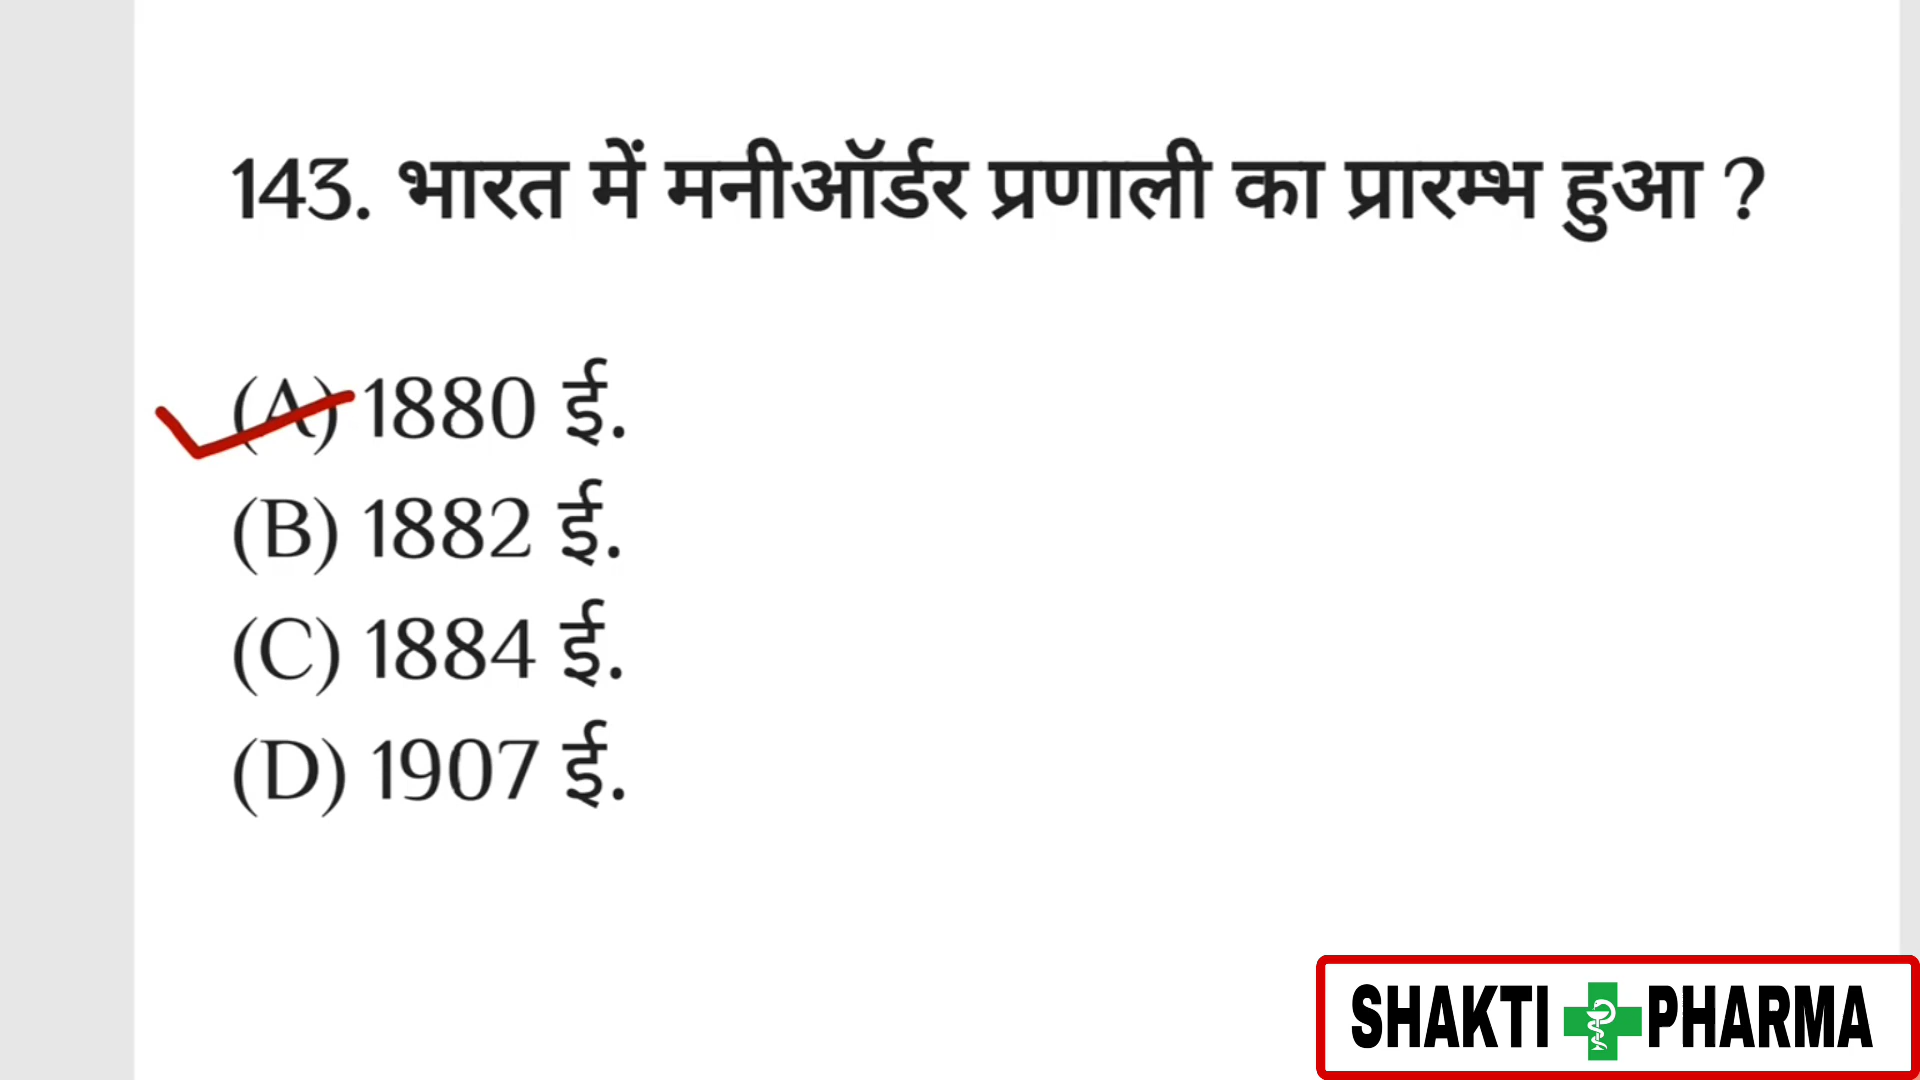 143. भारत में मनीऑर्डर प्रणाली का प्रारम्भ हुआ ?
(A) 1880 ई.
(B) 1882 ई.
(C) 1884 ई.
(D) 1907 ई.
SHAKTI PHARMA